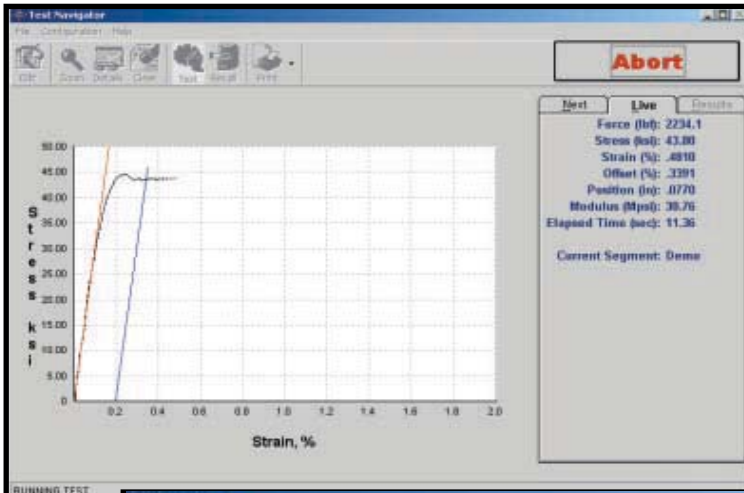 Test Navigator
File Configuration Help
Edit Zoom Details Clear Test Recall Print
Abort
Next Live Results
Force (lbf): 2234.1
Stress (ksi): 43.80
Strain (%): .4810
Offset (%): .3391
Position (in): .0770
Modulus (Mpsi): 30.76
Elapsed Time (sec): 11.36
Current Segment: Demo
Stress ksi
50.00
45.00
40.00
35.00
30.00
25.00
20.00
15.00
10.00
5.00
0
0.2 0.4 0.6 0.8 1.0 1.2 1.4 1.6 1.8 2.0
Strain, %
RUNNING TEST